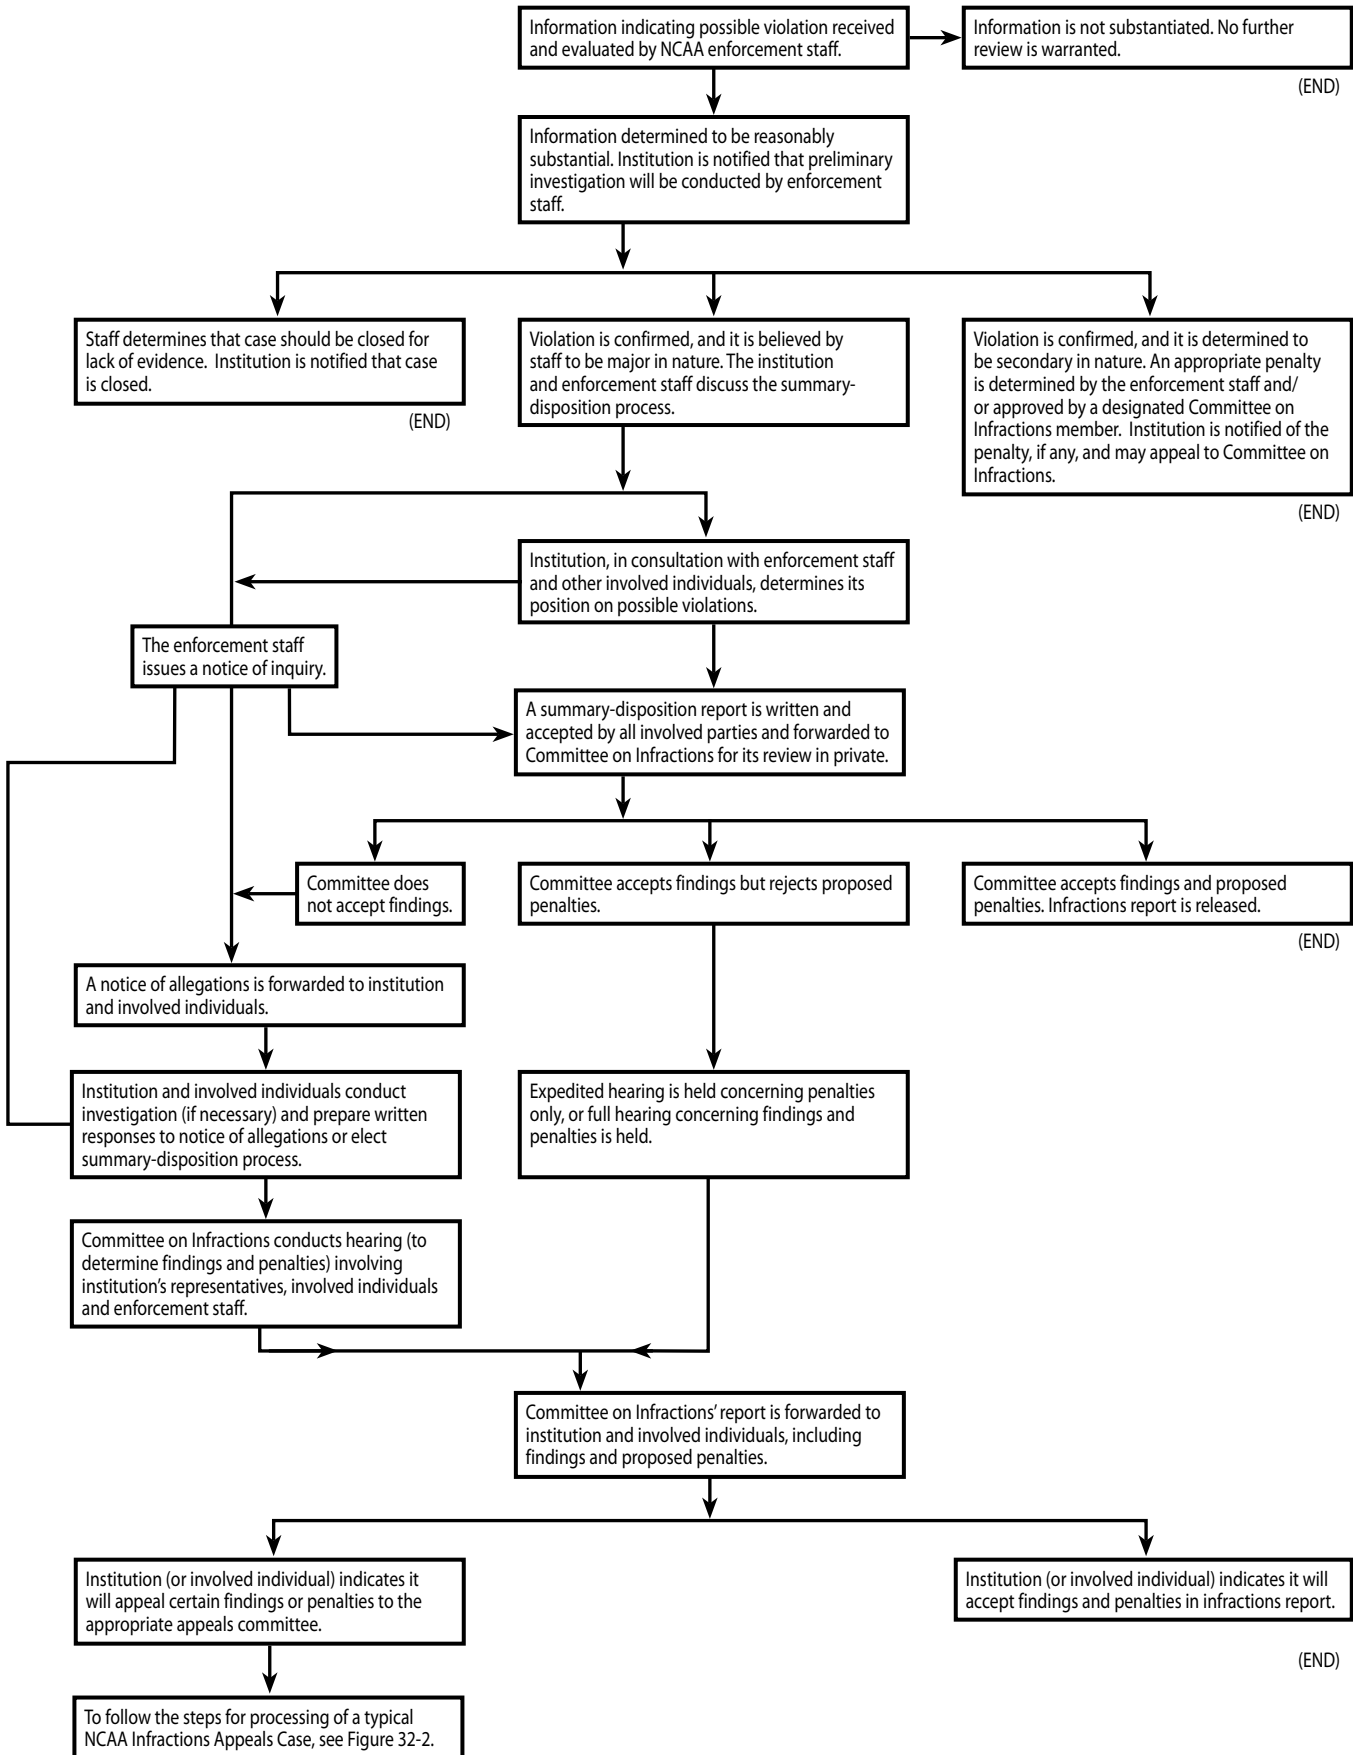 Information indicating possible violation received
and evaluated by NCAA enforcement staff.
Information is not substantiated. No further
review is warranted.
(END)
Information determined to be reasonably
substantial. Institution is notified that preliminary
investigation will be conducted by enforcement
staff.
Staff determines that case should be closed for
lack of evidence.  Institution is notified that case
is closed.
(END)
Violation is confirmed, and it is believed by
staff to be major in nature. The institution
and enforcement staff discuss the summary-
disposition process.
Violation is confirmed, and it is determined to
be secondary in nature. An appropriate penalty
is determined by the enforcement staff and/
or approved by a designated Committee on
Infractions member.  Institution is notified of the
penalty, if any, and may appeal to Committee on
Infractions.
(END)
Institution, in consultation with enforcement staff
and other involved individuals, determines its
position on possible violations.
The enforcement staff
issues a notice of inquiry.
A summary-disposition report is written and
accepted by all involved parties and forwarded to
Committee on Infractions for its review in private.
Committee does
not accept findings.
Committee accepts findings but rejects proposed
penalties.
Committee accepts findings and proposed
penalties. Infractions report is released.
(END)
A notice of allegations is forwarded to institution
and involved individuals.
Institution and involved individuals conduct
investigation (if necessary) and prepare written
responses to notice of allegations or elect
summary-disposition process.
Expedited hearing is held concerning penalties
only, or full hearing concerning findings and
penalties is held.
Committee on Infractions conducts hearing (to
determine findings and penalties) involving
institution's representatives, involved individuals
and enforcement staff.
Committee on Infractions' report is forwarded to
institution and involved individuals, including
findings and proposed penalties.
Institution (or involved individual) indicates it
will appeal certain findings or penalties to the
appropriate appeals committee.
Institution (or involved individual) indicates it will
accept findings and penalties in infractions report.
(END)
To follow the steps for processing of a typical
NCAA Infractions Appeals Case, see Figure 32-2.